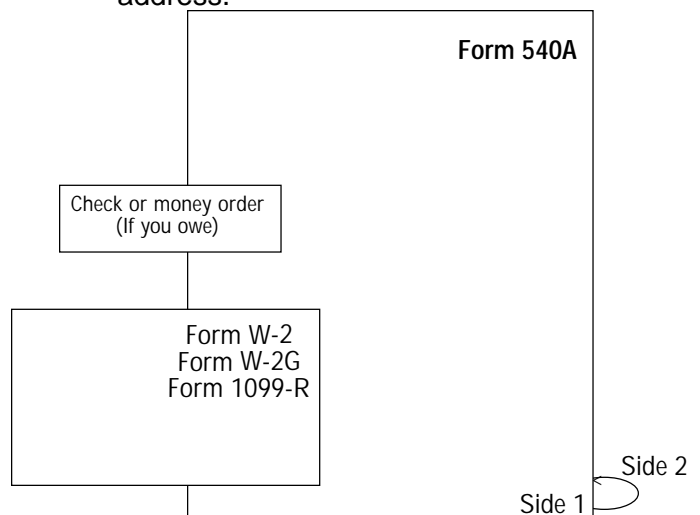 address.
Form 540A
Check or money order
(If you owe)
Form W-2
Form W-2G
Form 1099-R
Side 2
Side 1